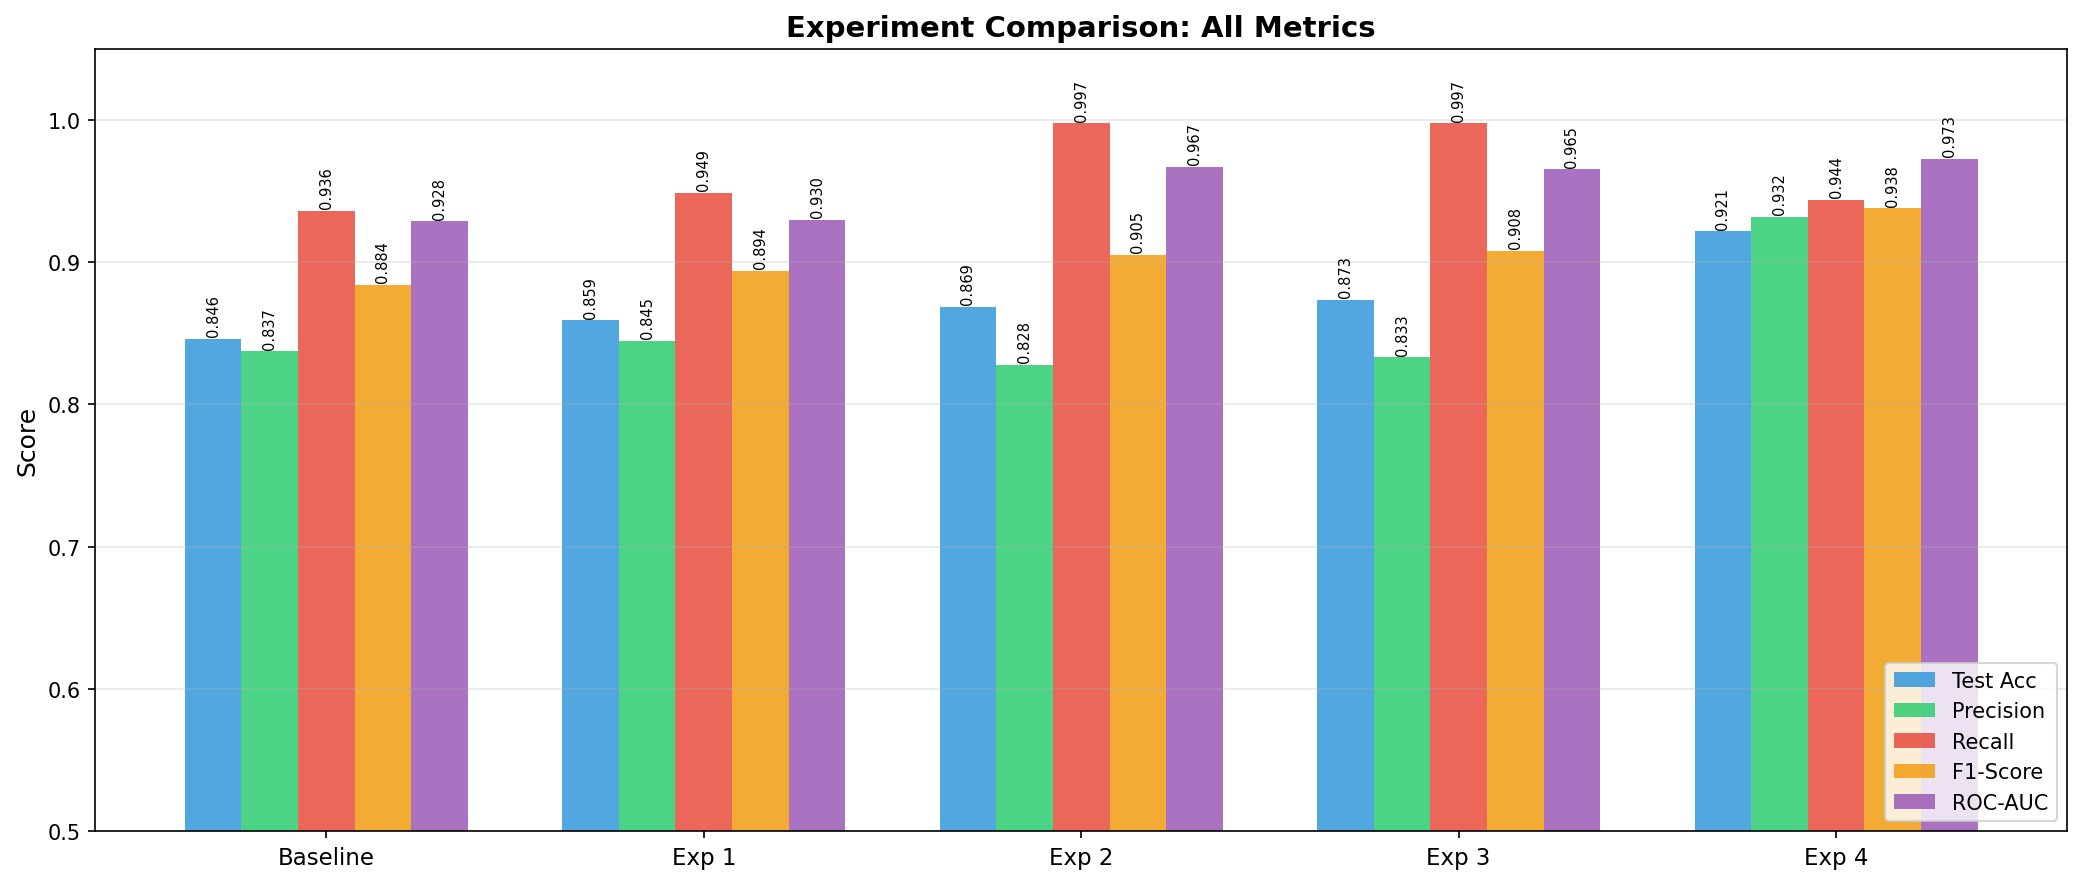 Experiment Comparison: All Metrics
Score
1.0
0.9
0.8
0.7
0.6
0.5
0.846
0.837
0.936
0.884
0.928
0.859
0.845
0.949
0.894
0.930
0.869
0.828
0.997
0.905
0.967
0.873
0.833
0.997
0.908
0.965
0.921
0.932
0.944
0.938
0.973
Test Acc
Precision
Recall
F1-Score
ROC-AUC
Baseline
Exp 1
Exp 2
Exp 3
Exp 4